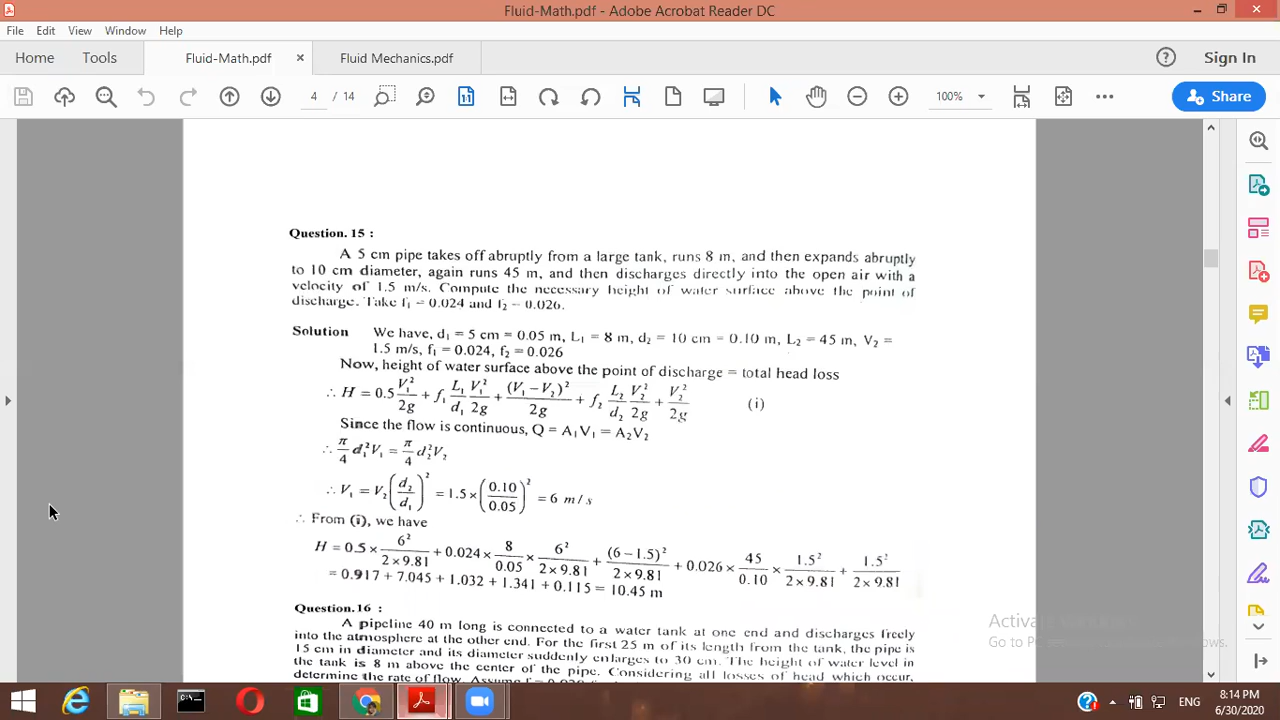 Fluid-Math.pdf - Adobe Acrobat Reader DC
File Edit View Window Help
Home Tools Fluid-Math.pdf × Fluid Mechanics.pdf Sign In
4 / 14 100% Share
Question. 15 :
A 5 cm pipe takes off abruptly from a large tank, runs 8 m, and then expands abruptly
to 10 cm diameter, again runs 45 m, and then discharges directly into the open air with a
velocity of 1.5 m/s. Compute the necessary height of water surface above the point of
discharge. Take f₁ = 0.024 and f₂ = 0.026.
Solution We have, d₁ = 5 cm = 0.05 m, L₁ = 8 m, d₂ = 10 cm = 0.10 m, L₂ = 45 m, V₂ =
1.5 m/s, f₁ = 0.024, f₂ = 0.026
Now, height of water surface above the point of discharge = total head loss
∴ H = 0.5 V₁²/2g + f₁ L₁/d₁ V₁²/2g + (V₁ − V₂)²/2g + f₂ L₂/d₂ V₂²/2g + V₂²/2g (i)
Since the flow is continuous, Q = A₁V₁ = A₂V₂
∴ π/4 d₁²V₁ = π/4 d₂²V₂
∴ V₁ = V₂(d₂/d₁)² = 1.5 × (0.10/0.05)² = 6 m/s
∴ From (i), we have
H = 0.5 × 6²/2×9.81 + 0.024 × 8/0.05 × 6²/2×9.81 + (6−1.5)²/2×9.81 + 0.026 × 45/0.10 × 1.5²/2×9.81 + 1.5²/2×9.81
= 0.917 + 7.045 + 1.032 + 1.341 + 0.115 = 10.45 m
Question.16 :
A pipeline 40 m long is connected to a water tank at one end and discharges freely
into the atmosphere at the other end. For the first 25 m of its length from the tank, the pipe is
15 cm in diameter and its diameter suddenly enlarges to 30 cm. The height of water level in
the tank is 8 m above the center of the pipe. Considering all losses of head which occur,
determine the rate of flow. Assume
Go to PC
ENG
8:14 PM
6/30/2020